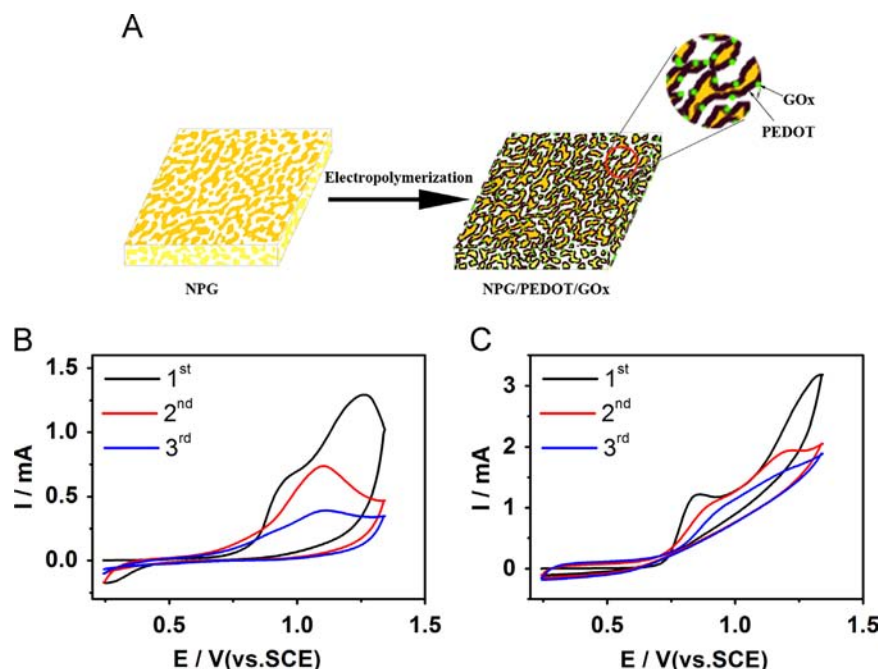 A
GOx
PEDOT
Electropolymerization
NPG
NPG/PEDOT/GOx
B
1st
2nd
3rd
I / mA
1.5
1.0
0.5
0.0
0.5
1.0
1.5
E / V(vs.SCE)
C
1st
2nd
3rd
I / mA
3
2
1
0
0.5
1.0
1.5
E / V(vs.SCE)